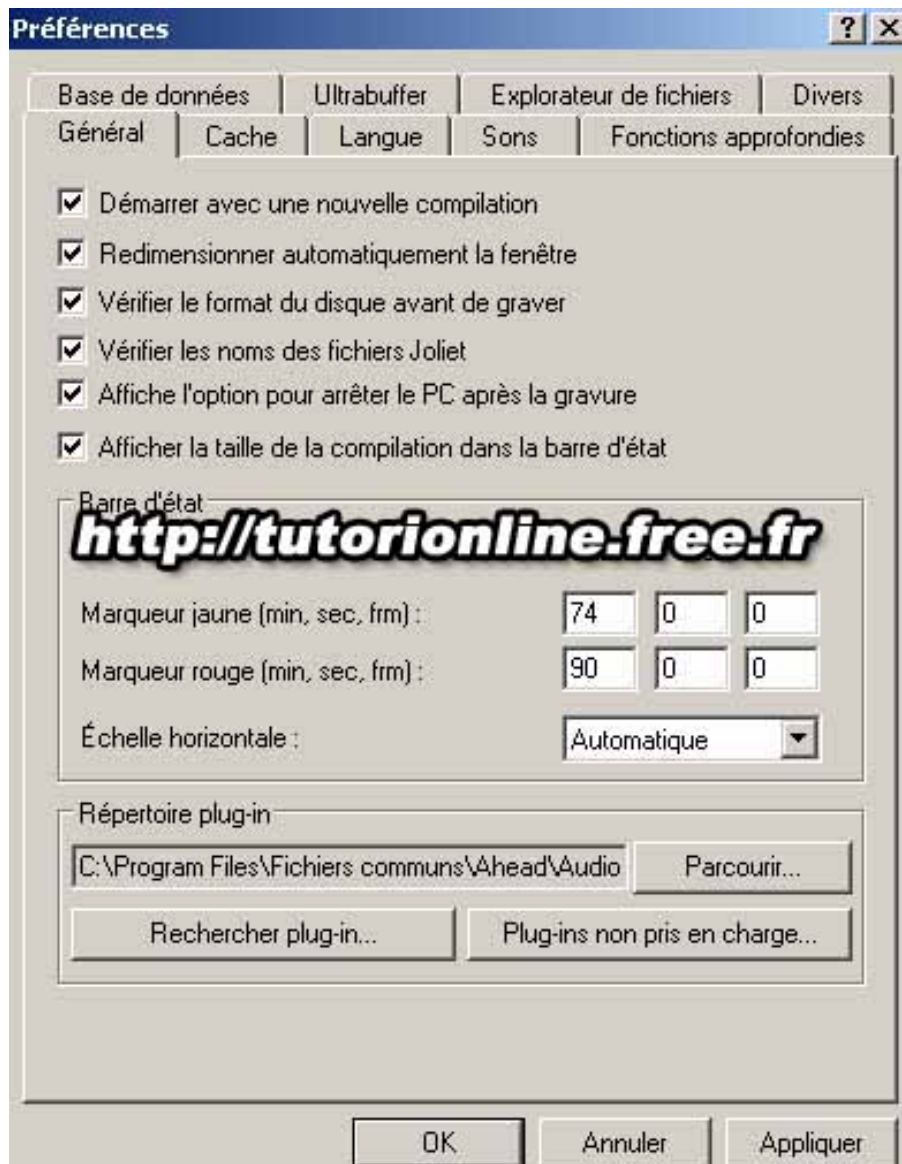 Préférences
Base de données Ultrabuffer Explorateur de fichiers Divers
Général Cache Langue Sons Fonctions approfondies
Démarrer avec une nouvelle compilation
Redimensionner automatiquement la fenêtre
Vérifier le format du disque avant de graver
Vérifier les noms des fichiers Joliet
Affiche l'option pour arrêter le PC après la gravure
Afficher la taille de la compilation dans la barre d'état
Barre d'état
http://tutorionline.free.fr
Marqueur jaune (min, sec, frm) : 74 0 0
Marqueur rouge (min, sec, frm) : 90 0 0
Échelle horizontale : Automatique
Répertoire plug-in
C:\Program Files\Fichiers communs\Ahead\Audio Parcourir...
Rechercher plug-in... Plug-ins non pris en charge...
OK Annuler Appliquer